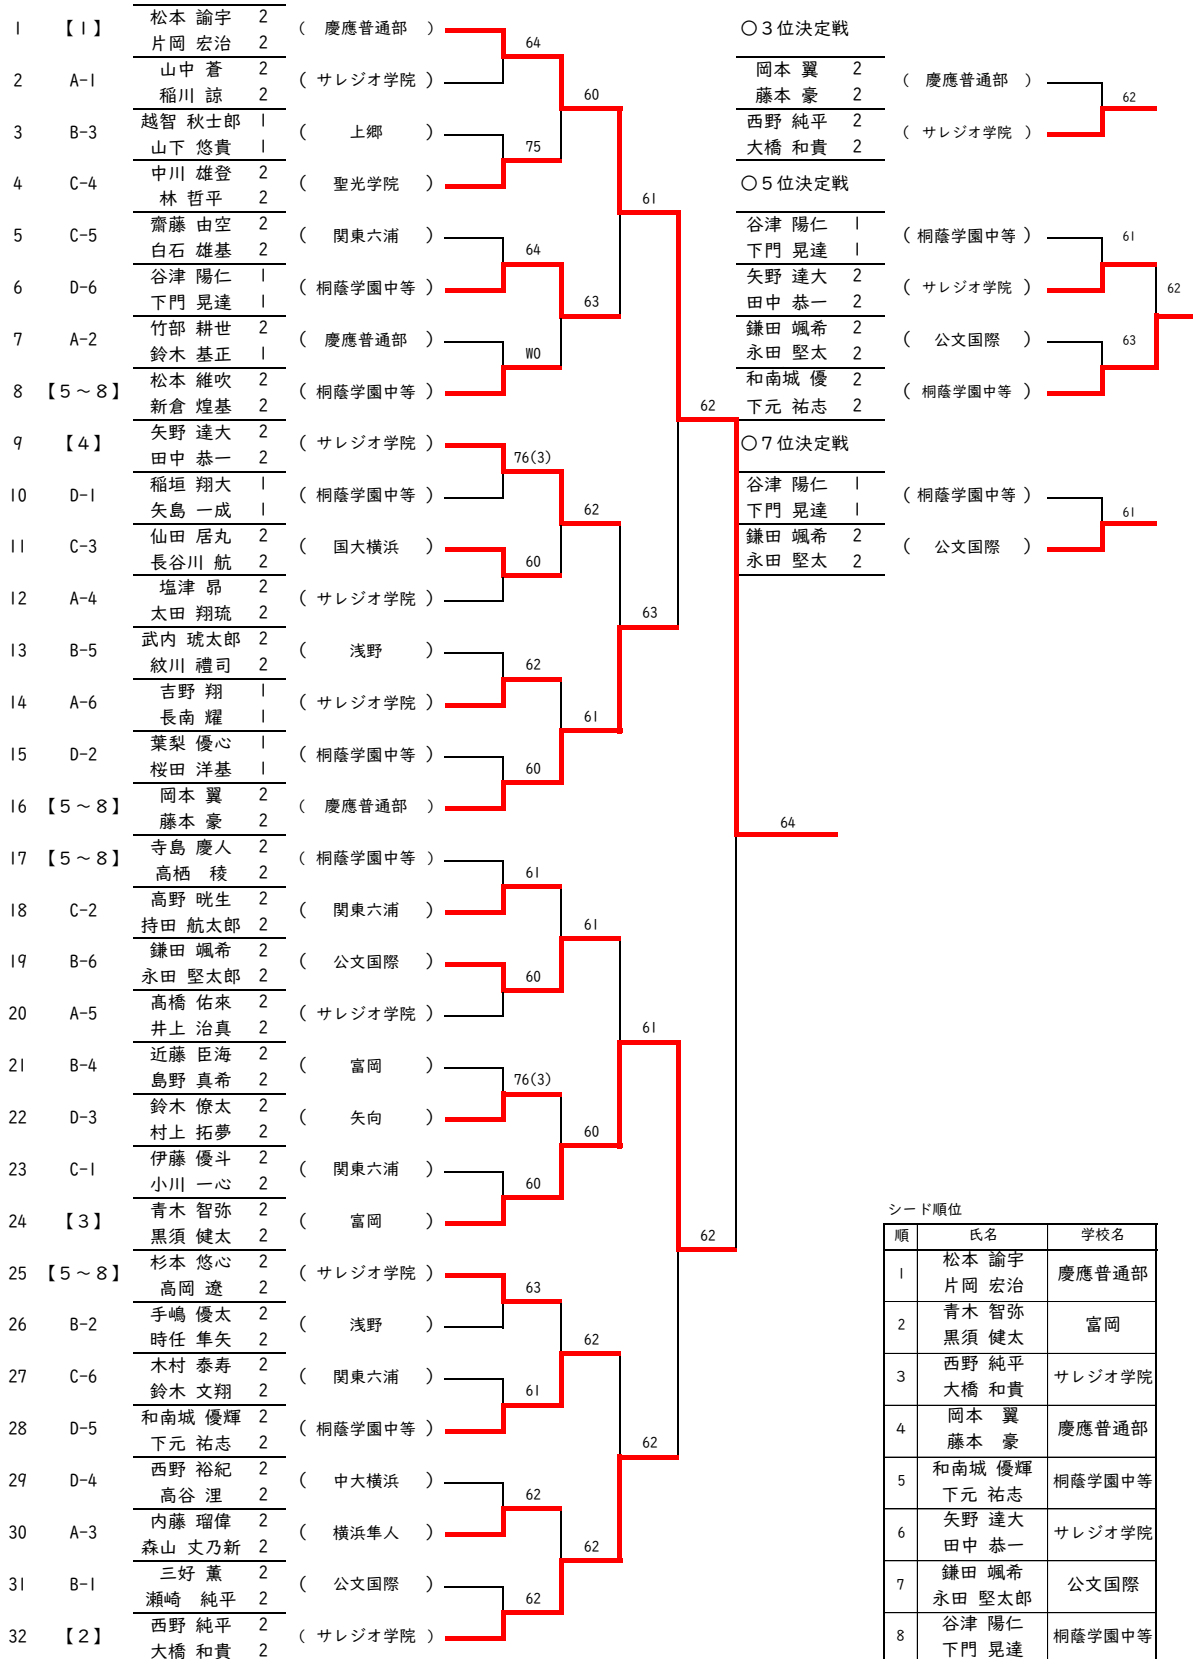 1 【1】 松本 諭宇 2 ( 慶應普通部 )
片岡 宏治 2
64
2 A-1 山中 蒼 2 ( サレジオ学院 )
稲川 諒 2
60
3 B-3 越智 秋士郎 1 ( 上郷 )
山下 悠貴 1
75
4 C-4 中川 雄登 2 ( 聖光学院 )
林 哲平 2
61
5 C-5 齋藤 由空 2 ( 関東六浦 )
白石 雄基 2
64
6 D-6 谷津 陽仁 1 ( 桐蔭学園中等 )
下門 晃達 1
63
7 A-2 竹部 耕世 2 ( 慶應普通部 )
鈴木 基正 1
WO
8 【5～8】 松本 維吹 2 ( 桐蔭学園中等 )
新倉 煌基 2
62
9 【4】 矢野 達大 2 ( サレジオ学院 )
田中 恭一 2
76(3)
10 D-1 稲垣 翔大 1 ( 桐蔭学園中等 )
矢島 一成 1
62
11 C-3 仙田 居丸 2 ( 国大横浜 )
長谷川 航 2
60
12 A-4 塩津 昴 2 ( サレジオ学院 )
太田 翔琉 2
63
13 B-5 武内 琥太郎 2 ( 浅野 )
紋川 禮司 2
62
14 A-6 吉野 翔 1 ( サレジオ学院 )
長南 耀 1
61
15 D-2 葉梨 優心 1 ( 桐蔭学園中等 )
桜田 洋基 1
60
16 【5～8】 岡本 翼 2 ( 慶應普通部 )
藤本 豪 2
64
17 【5～8】 寺島 慶人 2 ( 桐蔭学園中等 )
高栖 稜 2
61
18 C-2 高野 晄生 2 ( 関東六浦 )
持田 航太郎 2
61
19 B-6 鎌田 颯希 2 ( 公文国際 )
永田 堅太郎 2
60
20 A-5 髙橋 佑來 2 ( サレジオ学院 )
井上 治真 2
61
21 B-4 近藤 臣海 2 ( 富岡 )
島野 真希 2
76(3)
22 D-3 鈴木 僚太 2 ( 矢向 )
村上 拓夢 2
60
23 C-1 伊藤 優斗 2 ( 関東六浦 )
小川 一心 2
60
24 【3】 青木 智弥 2 ( 富岡 )
黒須 健太 2
62
25 【5～8】 杉本 悠心 2 ( サレジオ学院 )
高岡 遼 2
63
26 B-2 手嶋 優太 2 ( 浅野 )
時任 隼矢 2
62
27 C-6 木村 泰寿 2 ( 関東六浦 )
鈴木 文翔 2
61
28 D-5 和南城 優輝 2 ( 桐蔭学園中等 )
下元 祐志 2
62
29 D-4 西野 裕紀 2 ( 中大横浜 )
高谷 浬 2
62
30 A-3 内藤 瑠偉 2 ( 横浜隼人 )
森山 丈乃新 2
62
31 B-1 三好 薫 2 ( 公文国際 )
瀬崎 純平 2
62
32 【2】 西野 純平 2 ( サレジオ学院 )
大橋 和貴 2
○3位決定戦
岡本 翼 2 ( 慶應普通部 )
藤本 豪 2
62
西野 純平 2 ( サレジオ学院 )
大橋 和貴 2
○5位決定戦
谷津 陽仁 1 ( 桐蔭学園中等 )
下門 晃達 1
61
矢野 達大 2 ( サレジオ学院 )
田中 恭一 2
62
鎌田 颯希 2 ( 公文国際 )
永田 堅太 2
63
和南城 優 2 ( 桐蔭学園中等 )
下元 祐志 2
○7位決定戦
谷津 陽仁 1 ( 桐蔭学園中等 )
下門 晃達 1
61
鎌田 颯希 2 ( 公文国際 )
永田 堅太 2
シード順位
順 氏名 学校名
1 松本 諭宇 慶應普通部
片岡 宏治
2 青木 智弥 富岡
黒須 健太
3 西野 純平 サレジオ学院
大橋 和貴
4 岡本 翼 慶應普通部
藤本 豪
5 和南城 優輝 桐蔭学園中等
下元 祐志
6 矢野 達大 サレジオ学院
田中 恭一
7 鎌田 颯希 公文国際
永田 堅太郎
8 谷津 陽仁 桐蔭学園中等
下門 晃達